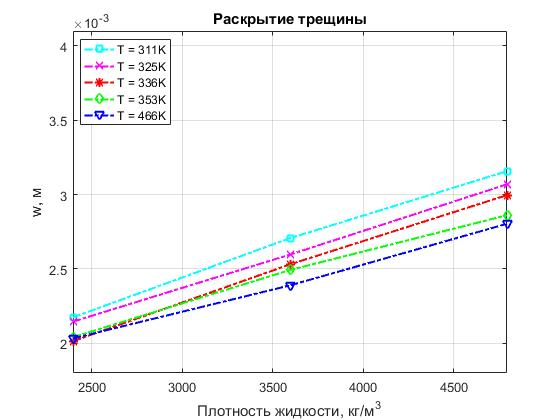 Раскрытие трещины
×10⁻³
4
3.5
3
2.5
2
w, м
T = 311K
T = 325K
T = 336K
T = 353K
T = 466K
2500 3000 3500 4000 4500
Плотность жидкости, кг/м³